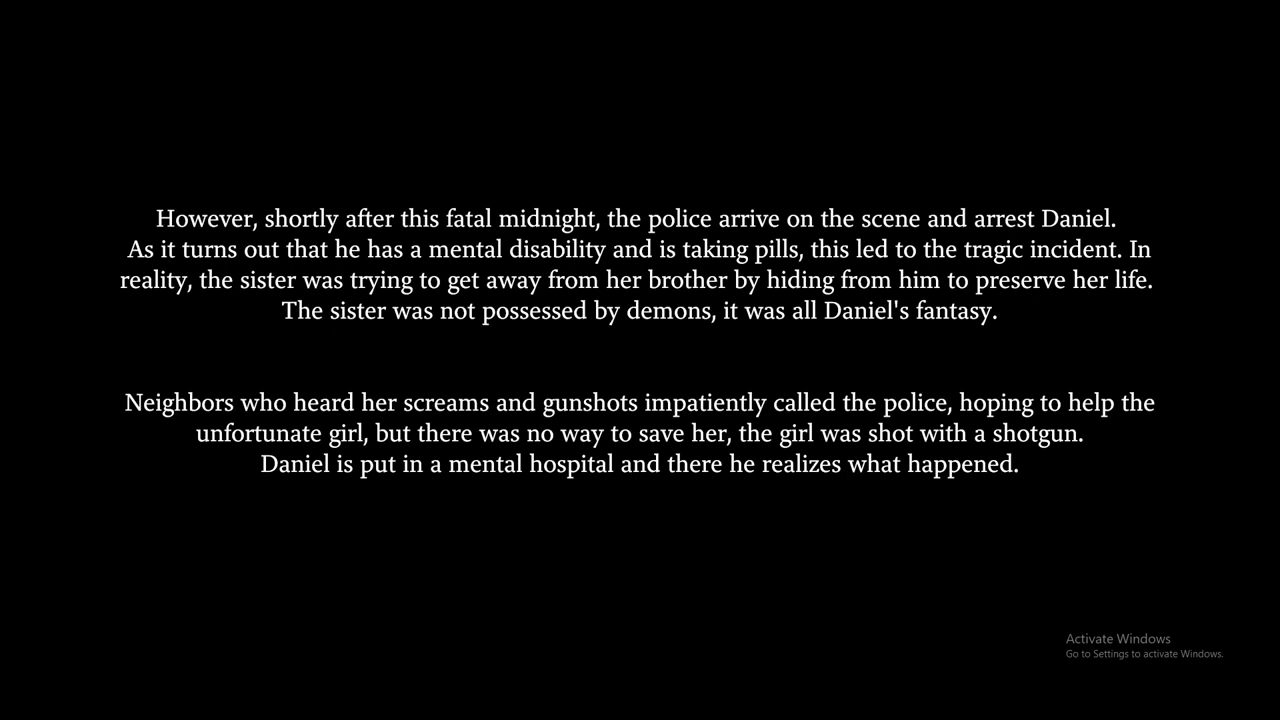 However, shortly after this fatal midnight, the police arrive on the scene and arrest Daniel.
As it turns out that he has a mental disability and is taking pills, this led to the tragic incident. In
reality, the sister was trying to get away from her brother by hiding from him to preserve her life.
The sister was not possessed by demons, it was all Daniel's fantasy.
Neighbors who heard her screams and gunshots impatiently called the police, hoping to help the
unfortunate girl, but there was no way to save her, the girl was shot with a shotgun.
Daniel is put in a mental hospital and there he realizes what happened.
Activate Windows
Go to Settings to activate Windows.